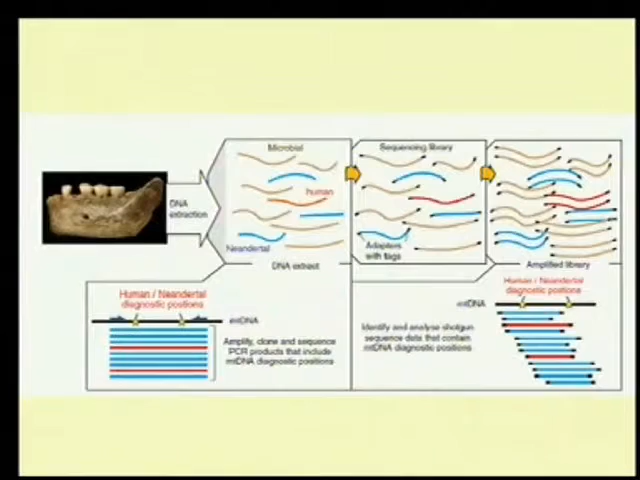 Microbial
Sequencing library
DNA
extraction
human
Neandertal
Adapters
with tags
DNA extract
Amplified library
Human / Neandertal
diagnostic positions
mtDNA
Amplify, clone and sequence
PCR products that include
mtDNA diagnostic positions
Human / Neandertal
diagnostic positions
mtDNA
Identify and analyse shotgun
sequence data that contain
mtDNA diagnostic positions